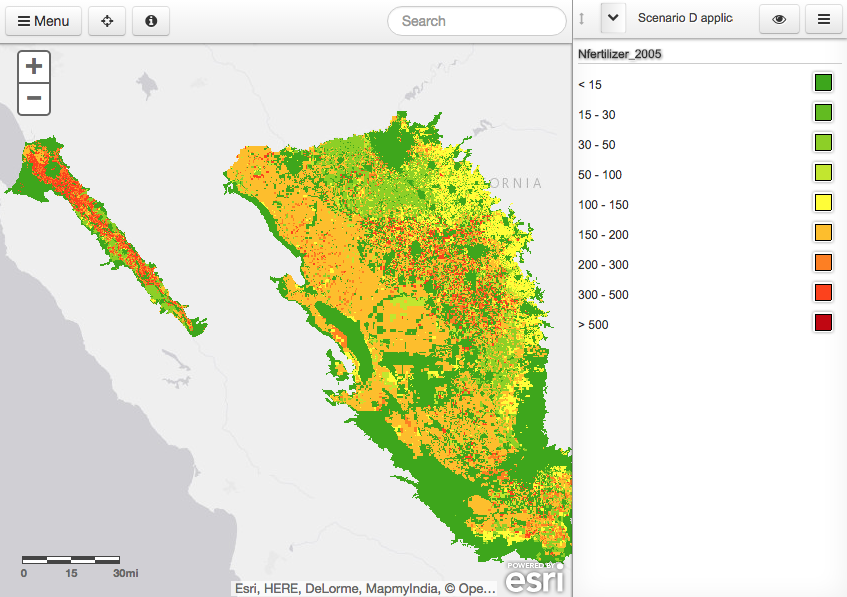 Menu
Search
Scenario D applic
Nfertilizer_2005
< 15
15 - 30
30 - 50
50 - 100
100 - 150
150 - 200
200 - 300
300 - 500
> 500
+
−
ORNIA
0 15 30mi
Esri, HERE, DeLorme, MapmyIndia, © Ope...
POWERED BY
esri